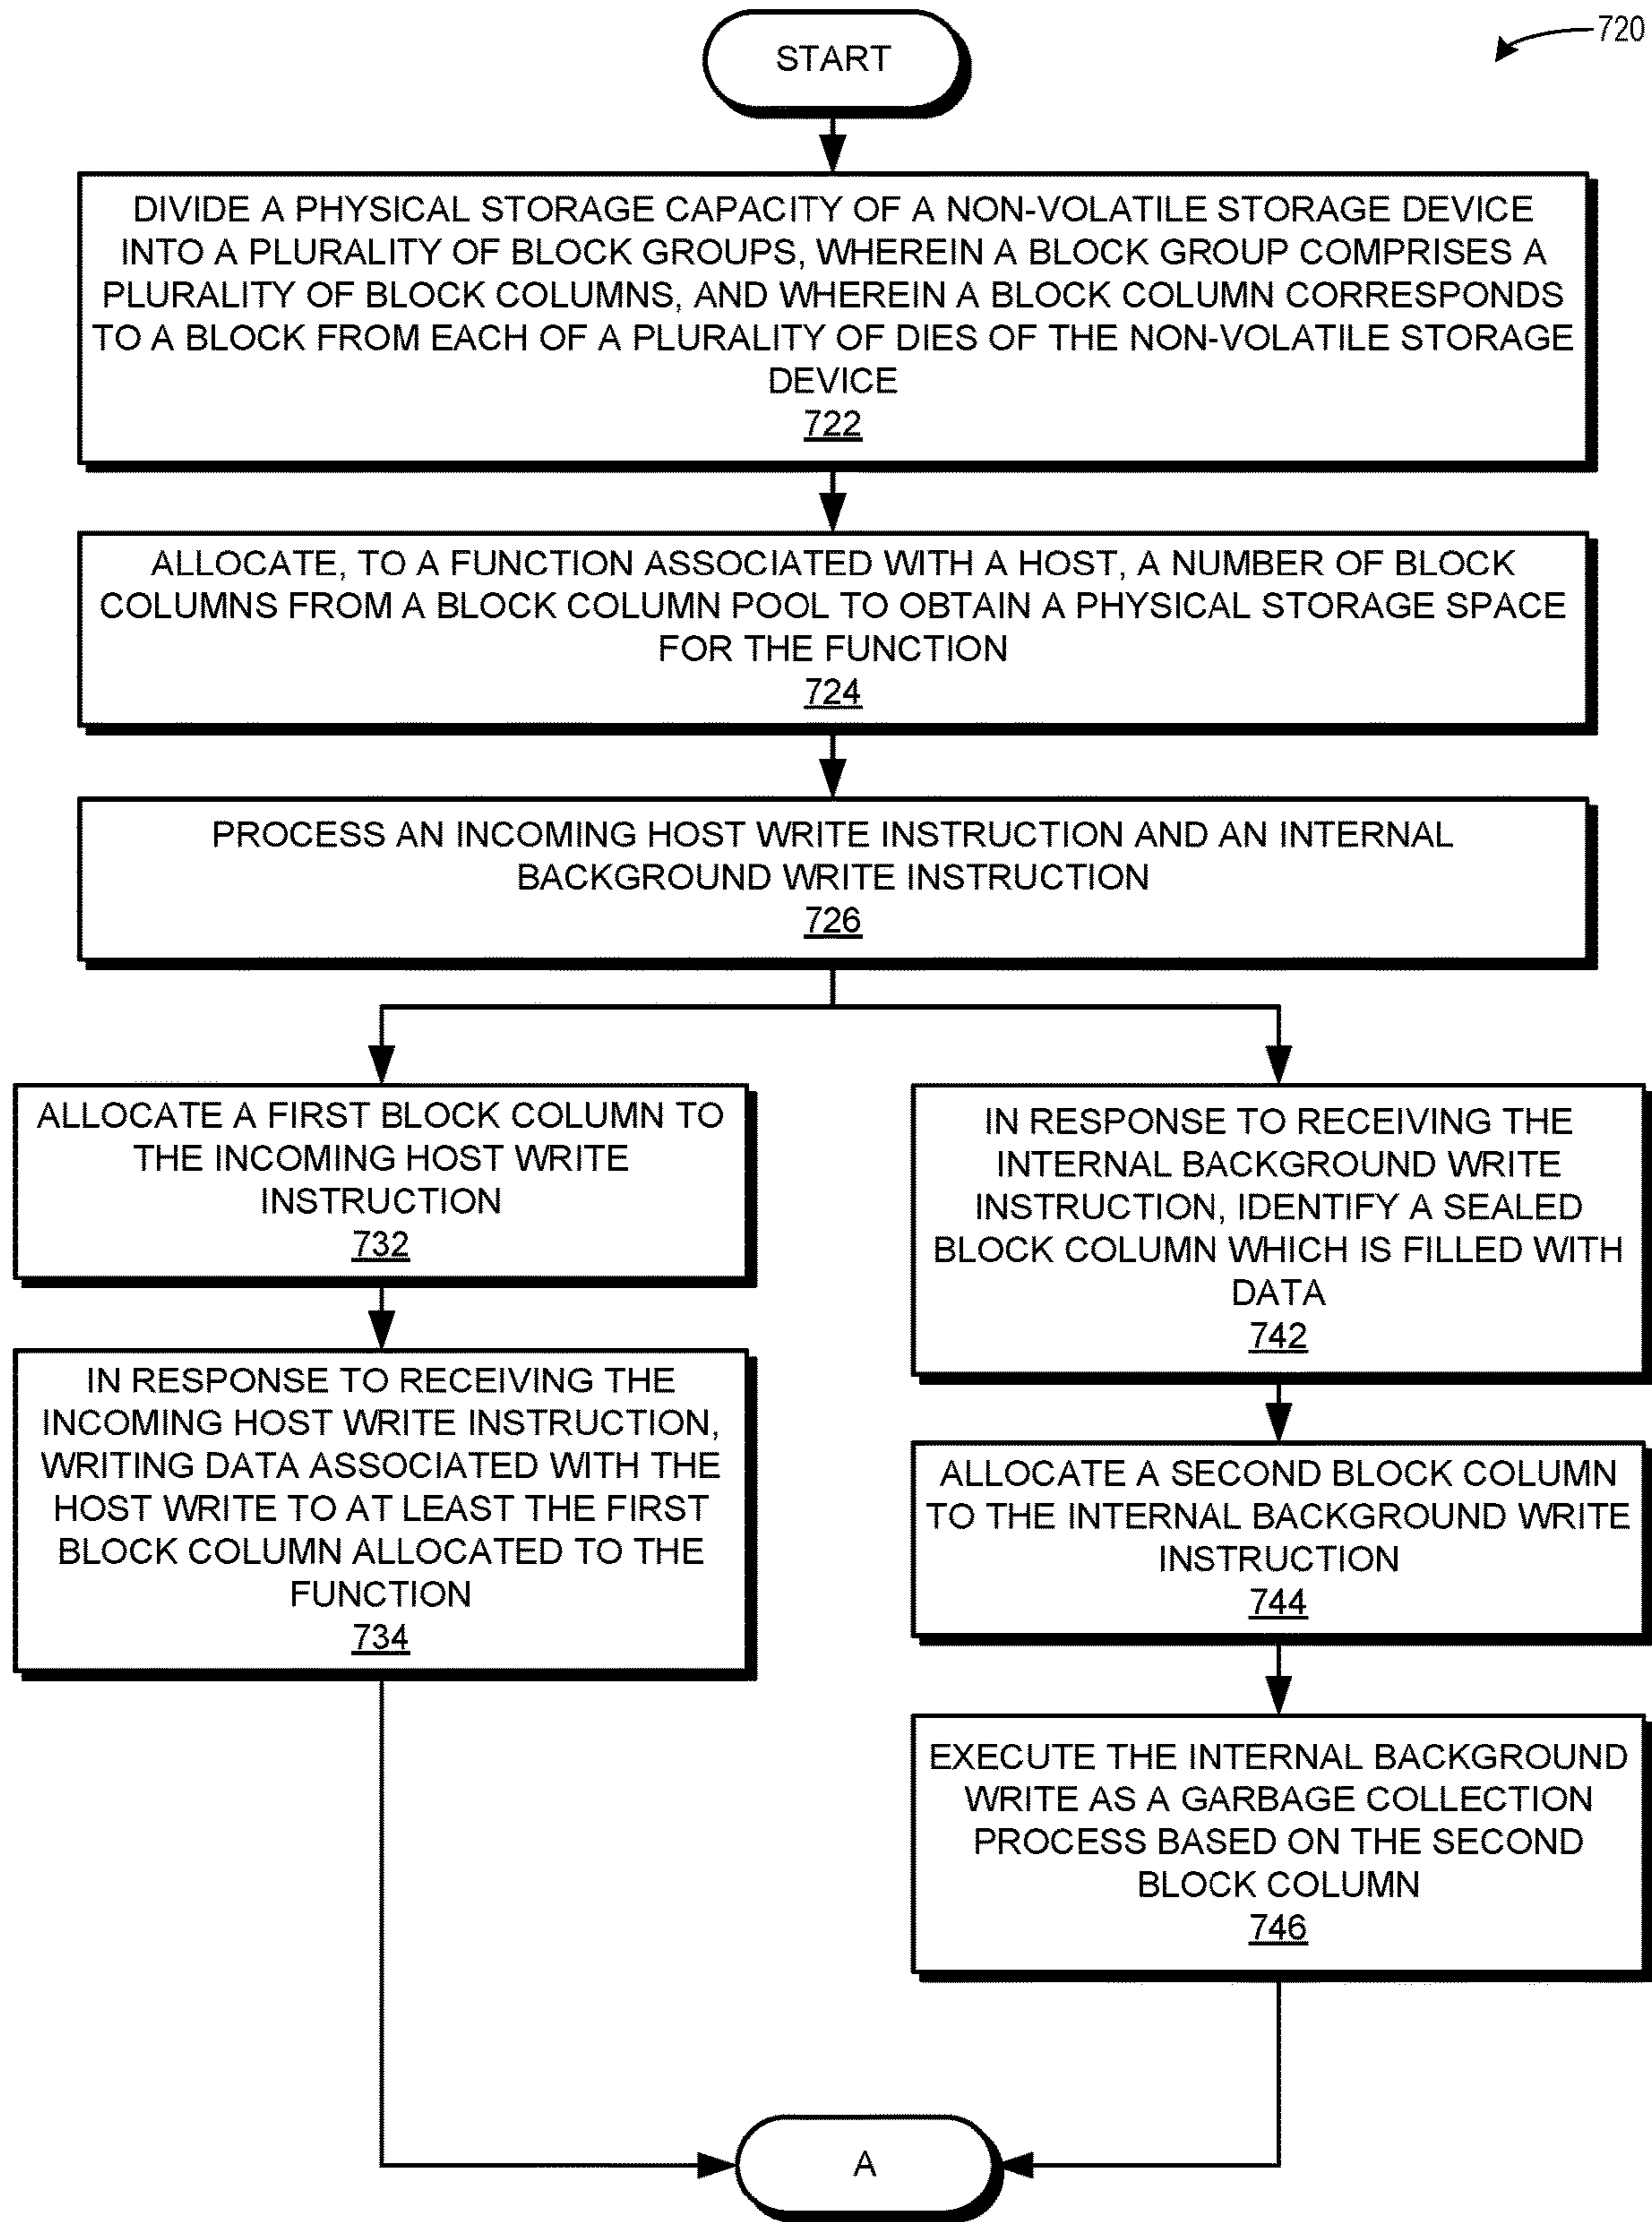 720
START
DIVIDE A PHYSICAL STORAGE CAPACITY OF A NON-VOLATILE STORAGE DEVICE
INTO A PLURALITY OF BLOCK GROUPS, WHEREIN A BLOCK GROUP COMPRISES A
PLURALITY OF BLOCK COLUMNS, AND WHEREIN A BLOCK COLUMN CORRESPONDS
TO A BLOCK FROM EACH OF A PLURALITY OF DIES OF THE NON-VOLATILE STORAGE
DEVICE
722
ALLOCATE, TO A FUNCTION ASSOCIATED WITH A HOST, A NUMBER OF BLOCK
COLUMNS FROM A BLOCK COLUMN POOL TO OBTAIN A PHYSICAL STORAGE SPACE
FOR THE FUNCTION
724
PROCESS AN INCOMING HOST WRITE INSTRUCTION AND AN INTERNAL
BACKGROUND WRITE INSTRUCTION
726
ALLOCATE A FIRST BLOCK COLUMN TO
THE INCOMING HOST WRITE
INSTRUCTION
732
IN RESPONSE TO RECEIVING THE
INCOMING HOST WRITE INSTRUCTION,
WRITING DATA ASSOCIATED WITH THE
HOST WRITE TO AT LEAST THE FIRST
BLOCK COLUMN ALLOCATED TO THE
FUNCTION
734
IN RESPONSE TO RECEIVING THE
INTERNAL BACKGROUND WRITE
INSTRUCTION, IDENTIFY A SEALED
BLOCK COLUMN WHICH IS FILLED WITH
DATA
742
ALLOCATE A SECOND BLOCK COLUMN
TO THE INTERNAL BACKGROUND WRITE
INSTRUCTION
744
EXECUTE THE INTERNAL BACKGROUND
WRITE AS A GARBAGE COLLECTION
PROCESS BASED ON THE SECOND
BLOCK COLUMN
746
A